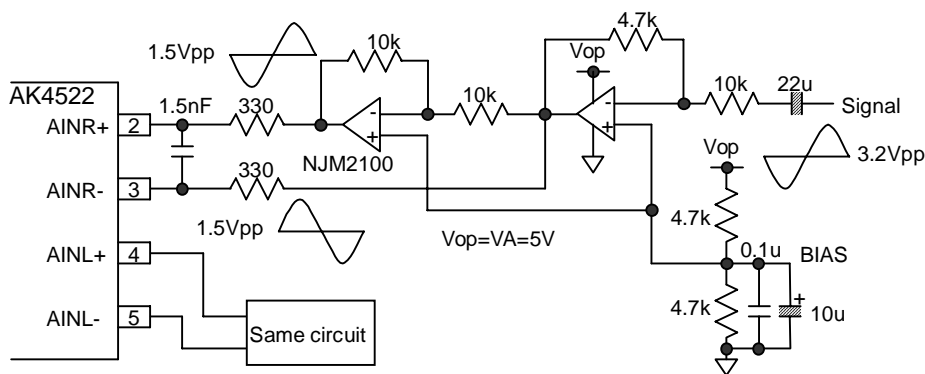 4.7k
10k
1.5Vpp
Vop
22u
10k
AK4522
1.5nF
330
10k
-
-
Signal
AINR+
2
+
+
NJM2100
Vop
3.2Vpp
330
AINR-
3
4.7k
1.5Vpp
Vop=VA=5V
0.1u
BIAS
AINL+
4
4.7k
+
10u
AINL-
5
Same circuit